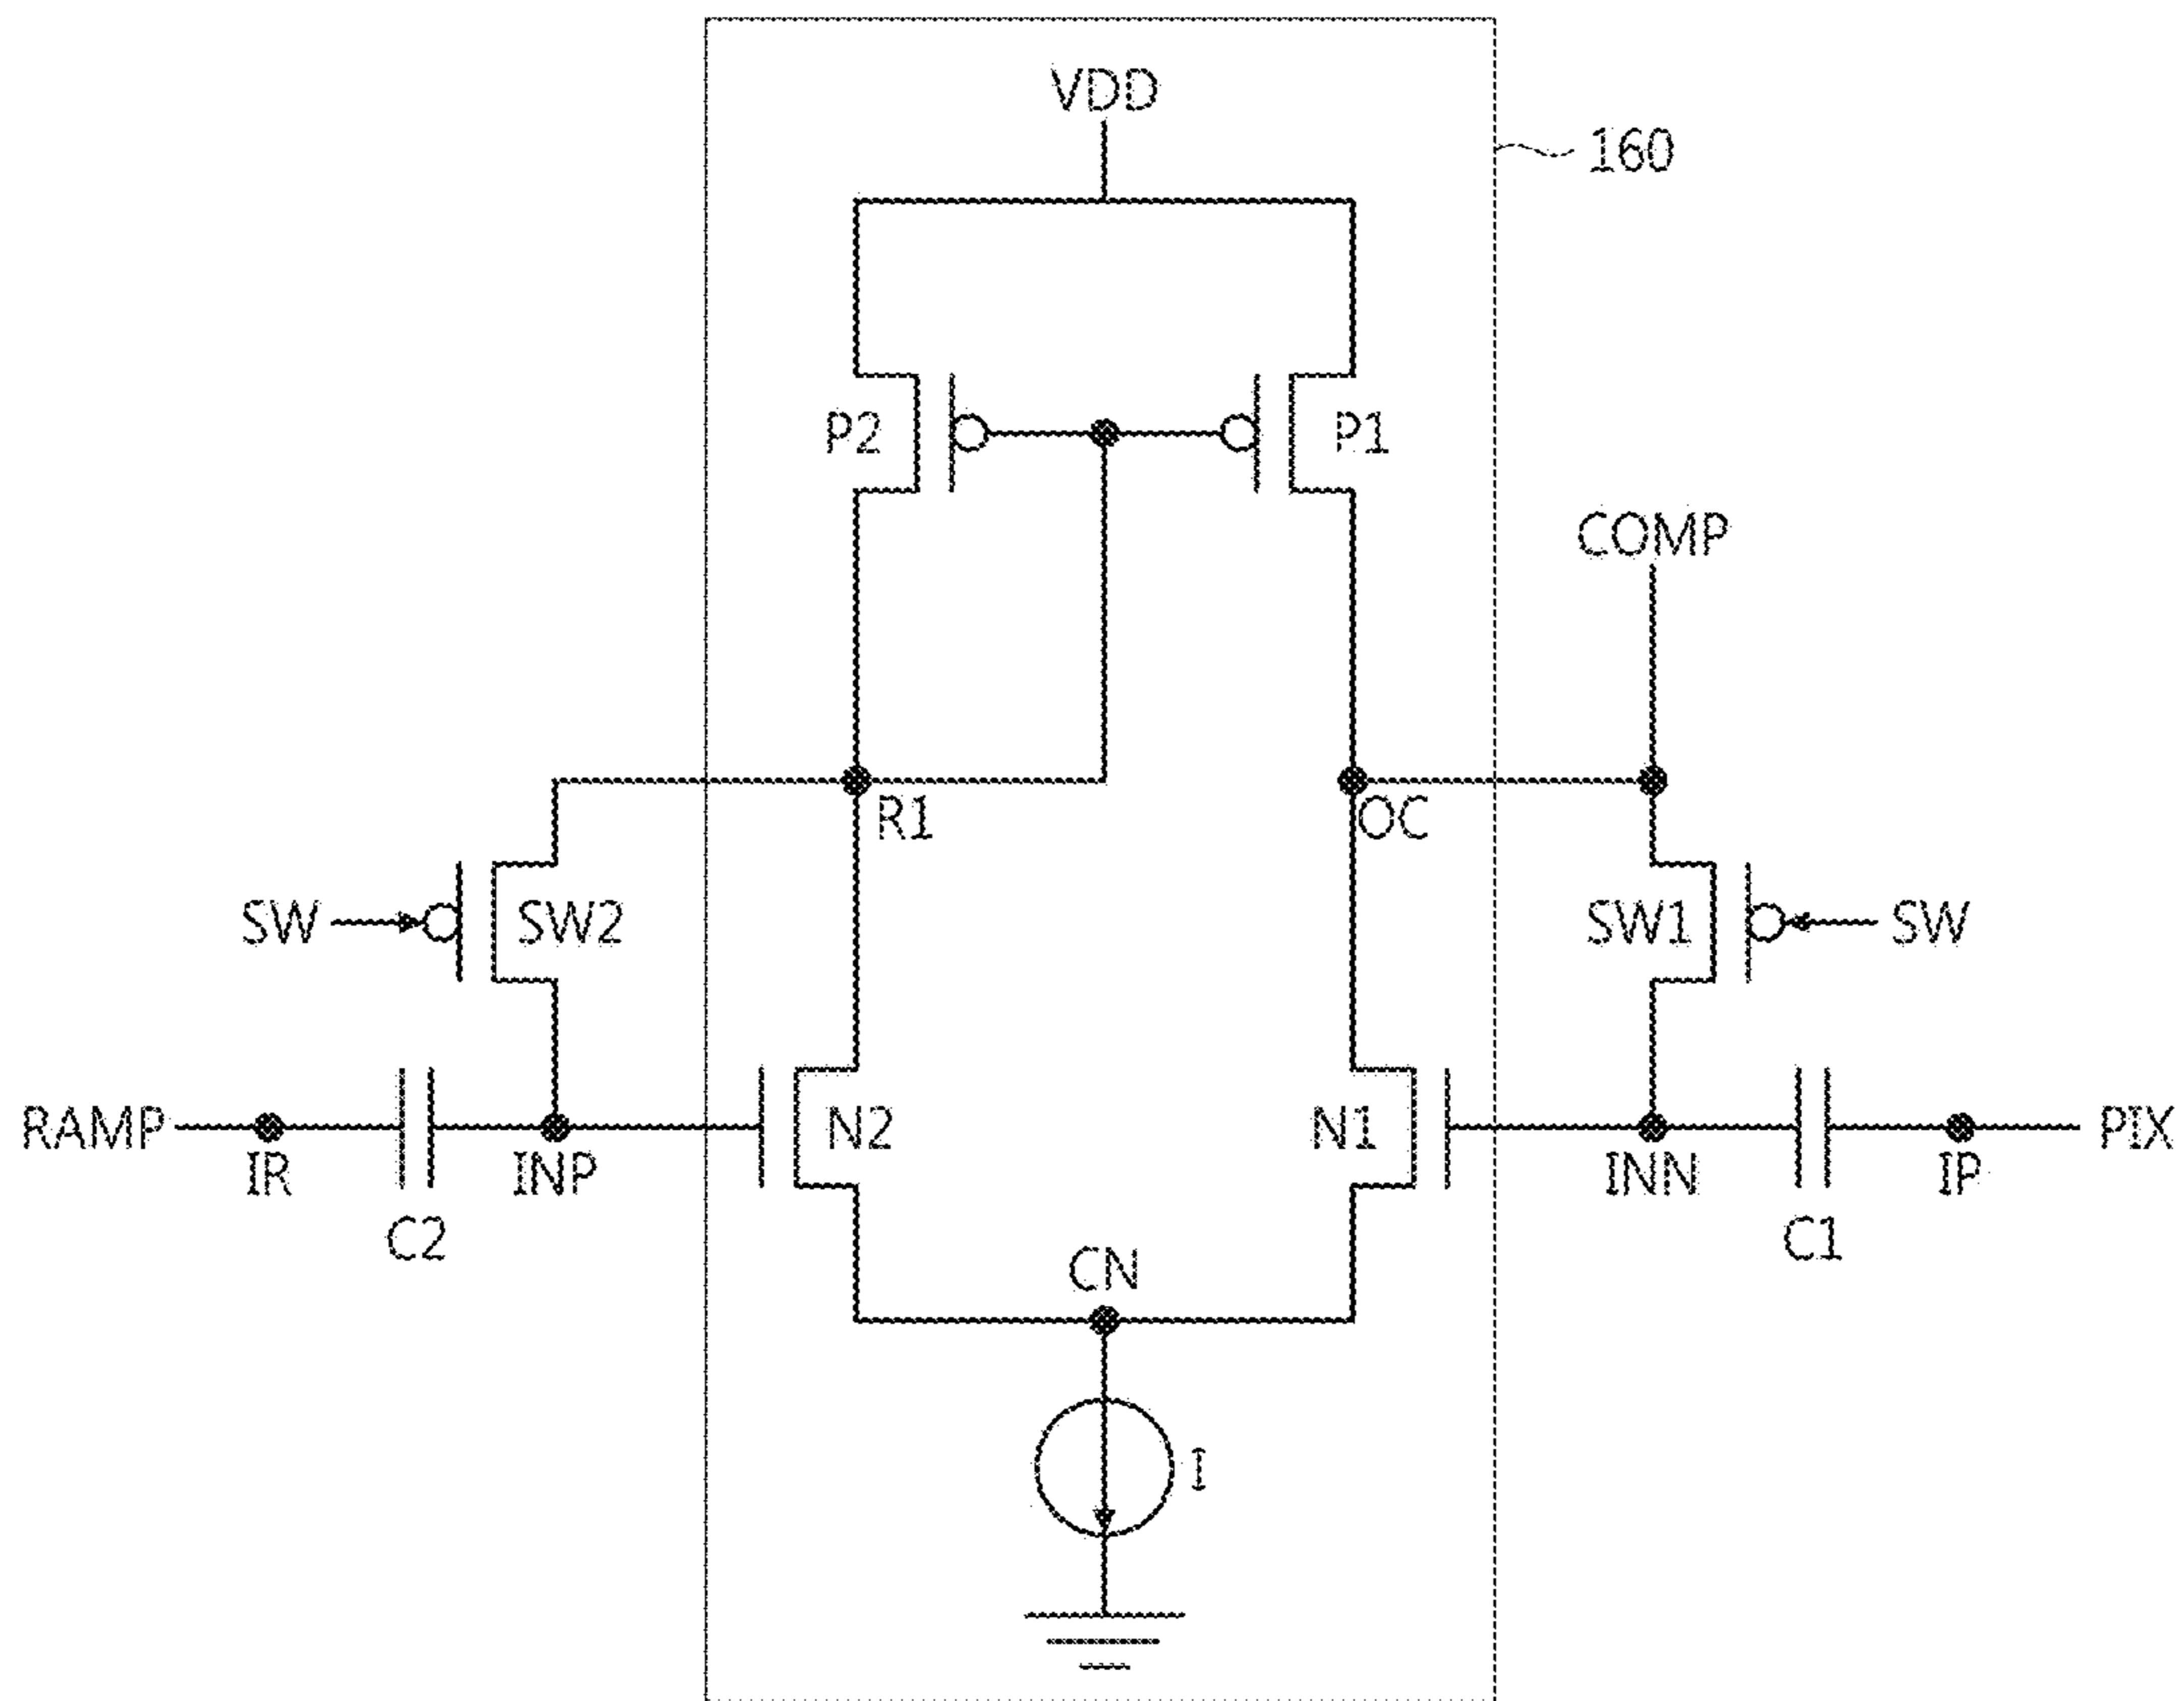 VDD
160
P2
P1
COMP
R1
OC
SW
SW2
SW1
SW
RAMP
N2
N1
PIX
IR
INP
INN
IP
C2
C1
CN
I